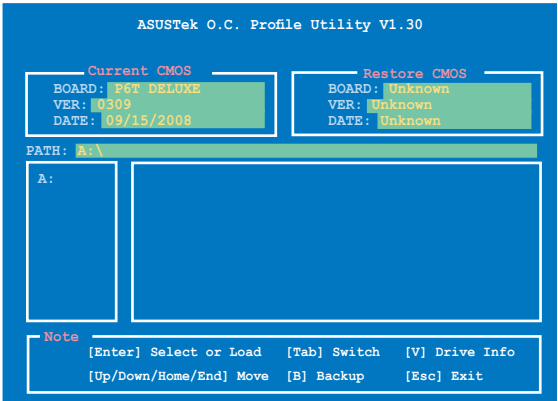 ASUSTek O.C. Profile Utility V1.30
Current CMOS
BOARD: P6T DELUXE
VER: 0309
DATE: 09/15/2008
Restore CMOS
BOARD: Unknown
VER: Unknown
DATE: Unknown
PATH: A:\
A:
Note
[Enter] Select or Load [Tab] Switch [V] Drive Info
[Up/Down/Home/End] Move [B] Backup [Esc] Exit